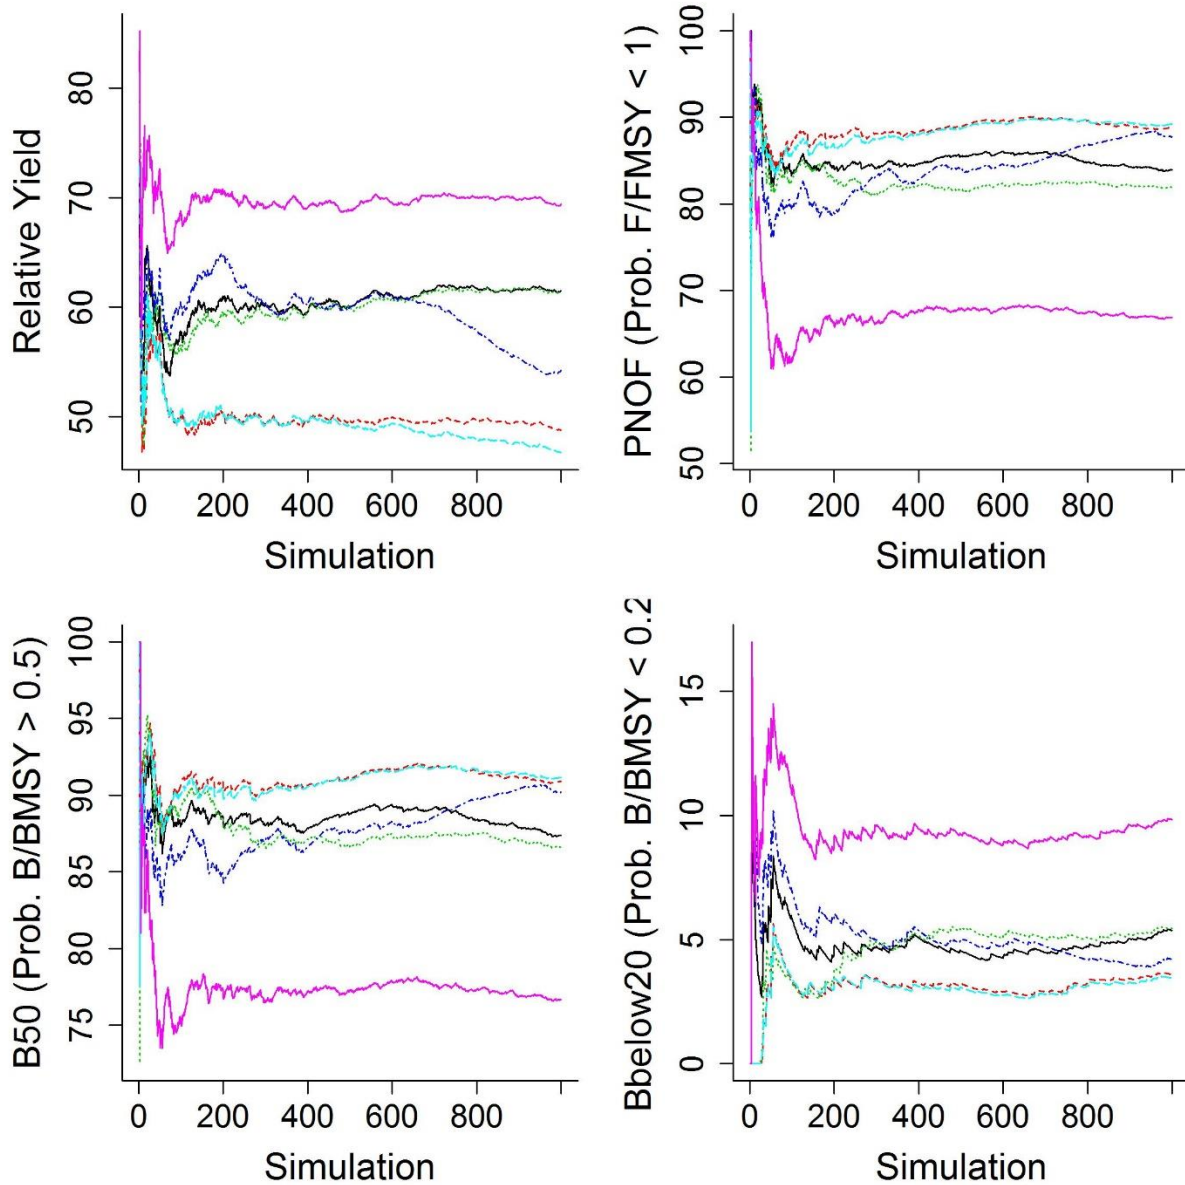 Relative Yield
80
70
60
50
0 200 400 600 800
Simulation
PNOF (Prob. F/FMSY < 1)
100
90
80
70
60
50
0 200 400 600 800
Simulation
B50 (Prob. B/BMSY > 0.5)
100
95
90
85
80
75
0 200 400 600 800
Simulation
Bbelow20 (Prob. B/BMSY < 0.2
15
10
5
0
0 200 400 600 800
Simulation